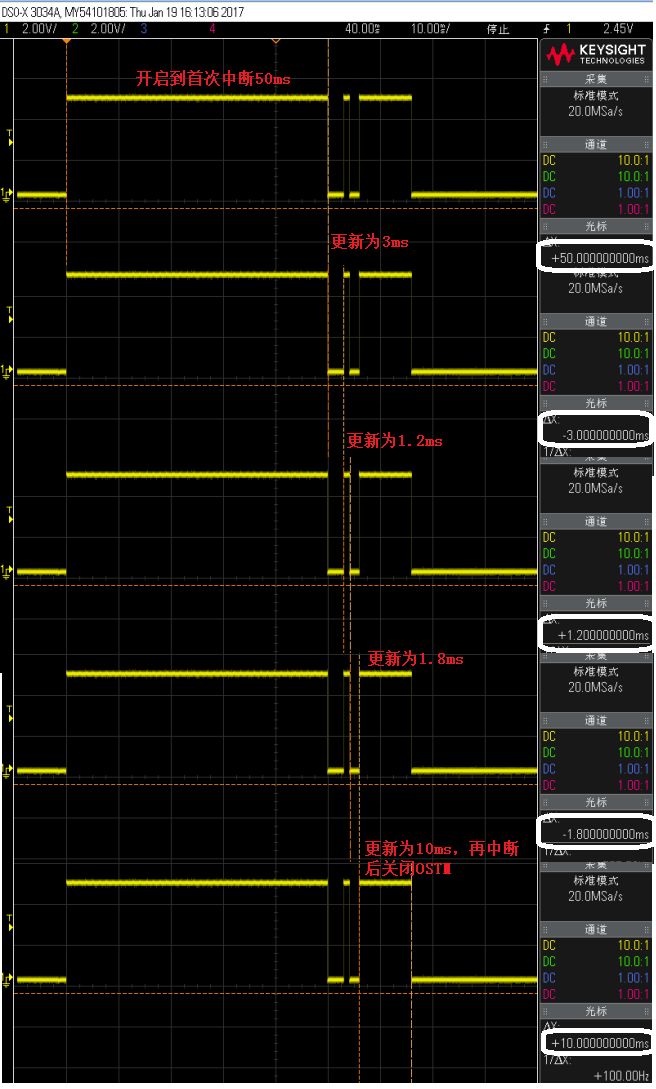 DSO-X 3034A, MY54101805: Thu Jan 19 16:13:06 2017
1 2.00V/ 2 2.00V/ 3 4 40.00ms 10.00ms/ 停止 1 2.45V
KEYSIGHT
TECHNOLOGIES
采集
标准模式
20.0MSa/s
通道
DC 10.0:1
DC 10.0:1
DC 1.00:1
DC 1.00:1
光标
ΔX:
+50.000000000ms
开启到首次中断50ms
T
1
更新为3ms
标准模式
20.0MSa/s
通道
DC 10.0:1
DC 10.0:1
DC 1.00:1
DC 1.00:1
光标
ΔX:
-3.000000000ms
1/ΔX:
T
1
更新为1.2ms
采集
标准模式
20.0MSa/s
通道
DC 10.0:1
DC 10.0:1
DC 1.00:1
DC 1.00:1
光标
ΔX:
+1.200000000ms
T
1
更新为1.8ms
采集
标准模式
20.0MSa/s
通道
DC 10.0:1
DC 10.0:1
DC 1.00:1
DC 1.00:1
光标
ΔX:
-1.800000000ms
1/ΔX:
T
1
更新为10ms，再中断
后关闭OSTM
采集
标准模式
20.0MSa/s
通道
DC 10.0:1
DC 10.0:1
DC 1.00:1
DC 1.00:1
光标
ΔX:
+10.000000000ms
1/ΔX:
+100.00Hz
T
1